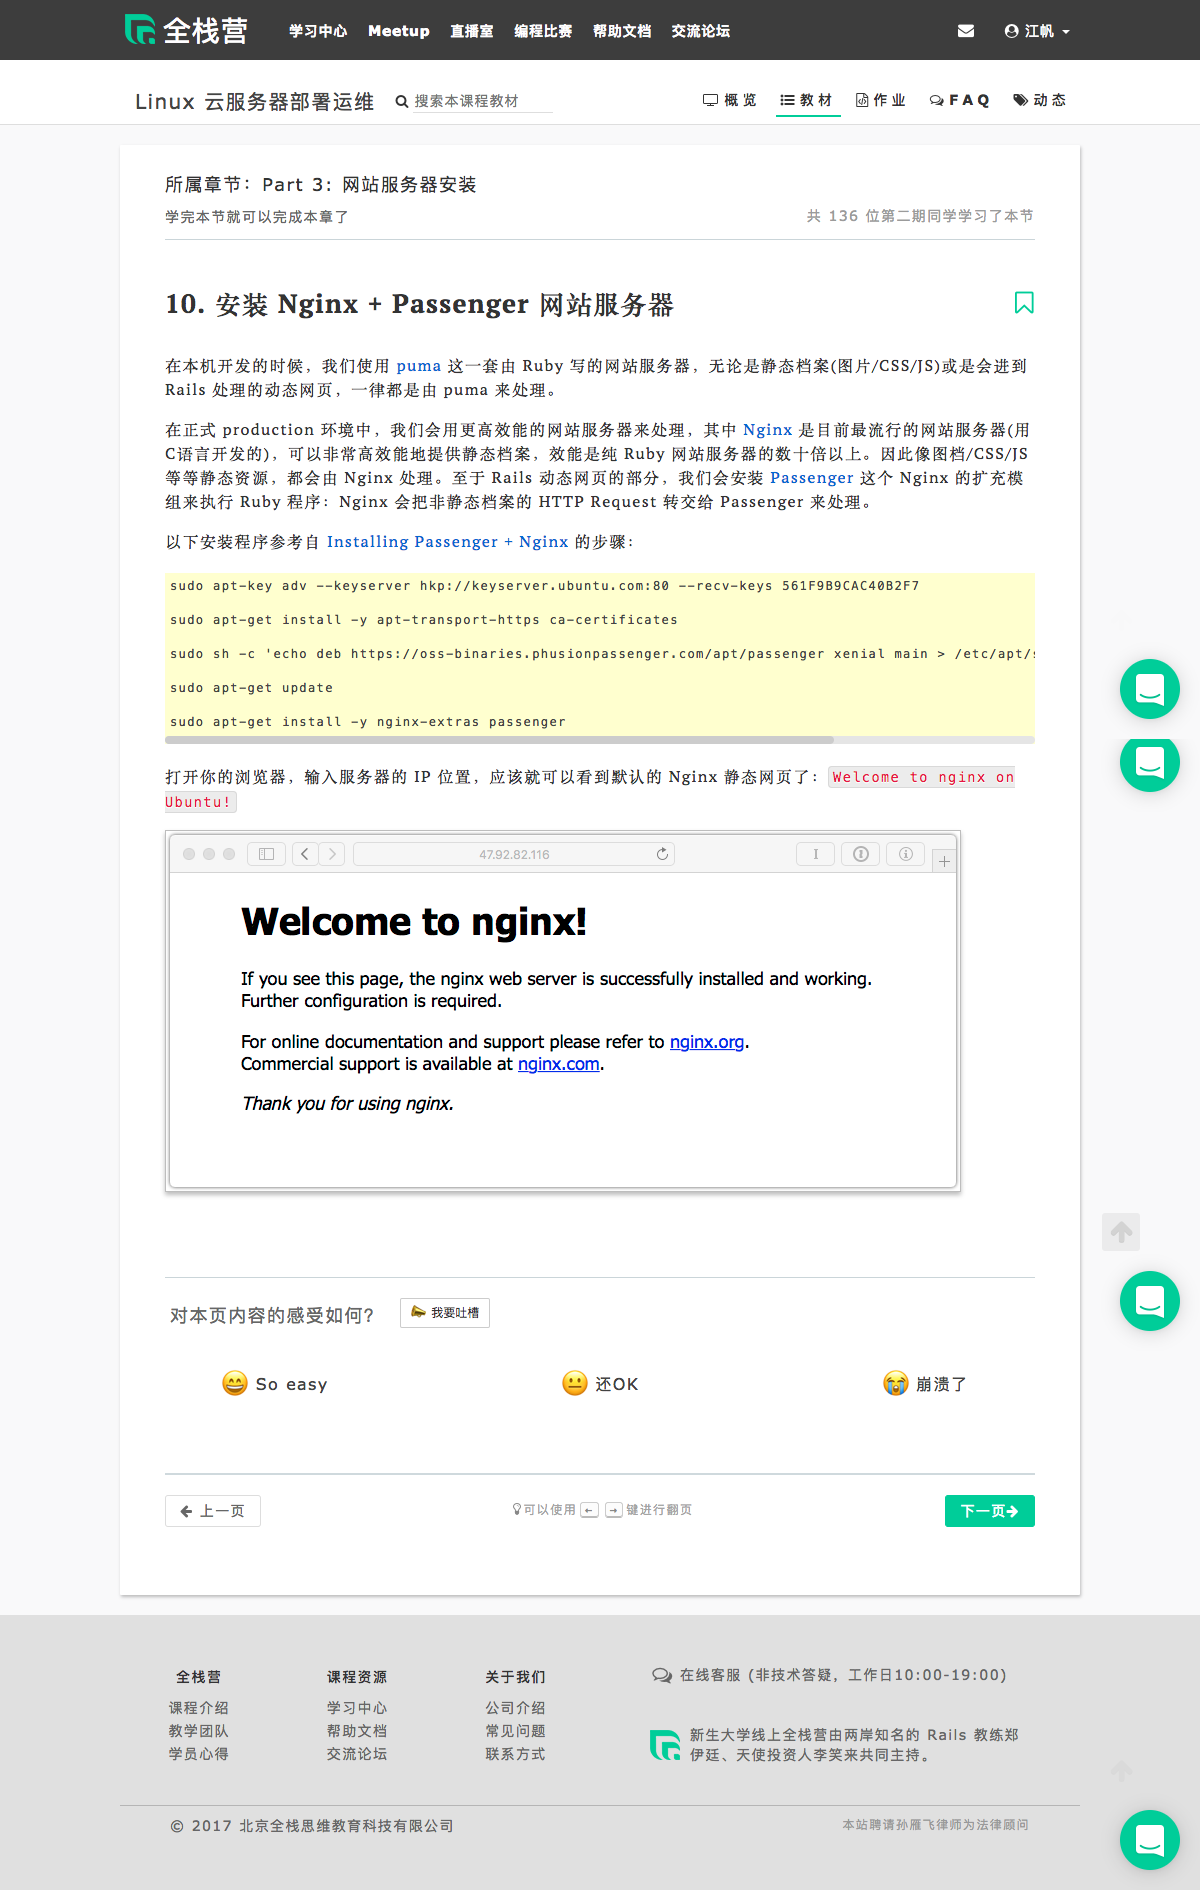 全栈营 学习中心 Meetup 直播室 编程比赛 帮助文档 交流论坛 江帆
Linux 云服务器部署运维 搜索本课程教材 概览 教材 作业 FAQ 动态
所属章节：Part 3: 网站服务器安装
学完本节就可以完成本章了 共 136 位第二期同学学习了本节
10. 安装 Nginx + Passenger 网站服务器
在本机开发的时候，我们使用 puma 这一套由 Ruby 写的网站服务器，无论是静态档案(图片/CSS/JS)或是会进到
Rails 处理的动态网页，一律都是由 puma 来处理。
在正式 production 环境中，我们会用更高效能的网站服务器来处理，其中 Nginx 是目前最流行的网站服务器(用
C语言开发的)，可以非常高效能地提供静态档案，效能是纯 Ruby 网站服务器的数十倍以上。因此像图档/CSS/JS
等等静态资源，都会由 Nginx 处理。至于 Rails 动态网页的部分，我们会安装 Passenger 这个 Nginx 的扩充模
组来执行 Ruby 程序：Nginx 会把非静态档案的 HTTP Request 转交给 Passenger 来处理。
以下安装程序参考自 Installing Passenger + Nginx 的步骤：
sudo apt-key adv --keyserver hkp://keyserver.ubuntu.com:80 --recv-keys 561F9B9CAC40B2F7
sudo apt-get install -y apt-transport-https ca-certificates
sudo sh -c 'echo deb https://oss-binaries.phusionpassenger.com/apt/passenger xenial main > /etc/apt/s
sudo apt-get update
sudo apt-get install -y nginx-extras passenger
打开你的浏览器，输入服务器的 IP 位置，应该就可以看到默认的 Nginx 静态网页了：Welcome to nginx on
Ubuntu!
47.92.82.116
Welcome to nginx!
If you see this page, the nginx web server is successfully installed and working.
Further configuration is required.
For online documentation and support please refer to nginx.org.
Commercial support is available at nginx.com.
Thank you for using nginx.
对本页内容的感受如何? 我要吐槽
So easy 还OK 崩溃了
上一页 可以使用 ← → 键进行翻页 下一页
全栈营 课程资源 关于我们 在线客服 (非技术答疑，工作日10:00-19:00)
课程介绍 学习中心 公司介绍
教学团队 帮助文档 常见问题 新生大学线上全栈营由两岸知名的 Rails 教练郑
学员心得 交流论坛 联系方式 伊廷、天使投资人李笑来共同主持。
© 2017 北京全栈思维教育科技有限公司 本站聘请孙雁飞律师为法律顾问